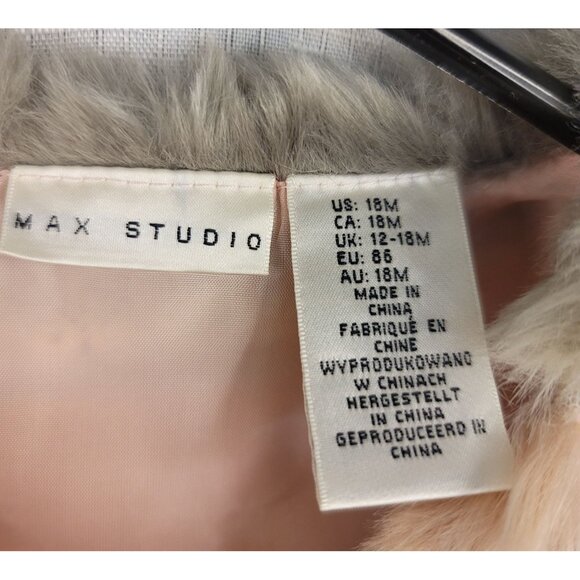 MAX STUDIO
US: 18M
CA: 18M
UK: 12-18M
EU: 86
AU: 18M
MADE IN
CHINA
FABRIQUÉ EN
CHINE
WYPRODUKOWANO
W CHINACH
HERGESTELLT
IN CHINA
GEPRODUCEERD IN
CHINA